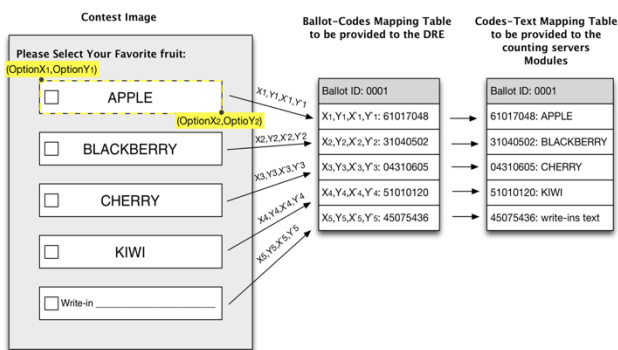 Contest Image
Please Select Your Favorite fruit:
(OptionX1,OptionY1)
APPLE
(OptionX2,OptioY2)
BLACKBERRY
CHERRY
KIWI
Write-in
X1,Y1,X'1,Y'1
X2,Y2,X'2,Y'2
X3,Y3,X'3,Y'3
X4,Y4,X'4,Y'4
X5,Y5,X'5,Y'5
Ballot-Codes Mapping Table
to be provided to the DRE
Ballot ID: 0001
X1,Y1,X'1,Y'1: 61017048
X2,Y2,X'2,Y'2: 31040502
X3,Y3,X'3,Y'3: 04310605
X4,Y4,X'4,Y'4: 51010120
X5,Y5,X'5,Y'5: 45075436
Codes-Text Mapping Table
to be provided to the
counting servers
Modules
Ballot ID: 0001
61017048: APPLE
31040502: BLACKBERRY
04310605: CHERRY
51010120: KIWI
45075436: write-ins text